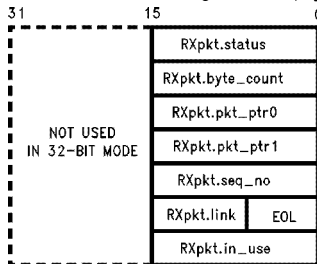 31 15
RXpkt.status
RXpkt.byte_count
RXpkt.pkt_ptr0
RXpkt.pkt_ptr1
NOT USED
IN 32-BIT MODE
RXpkt.seq_no
RXpkt.link EOL
RXpkt.in_use